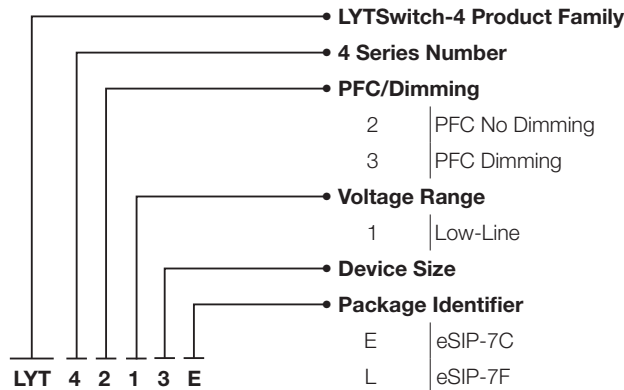 LYTSwitch-4 Product Family
4 Series Number
PFC/Dimming
2 PFC No Dimming
3 PFC Dimming
Voltage Range
1 Low-Line
Device Size
Package Identifier
E eSIP-7C
L eSIP-7F
LYT 4 2 1 3 E